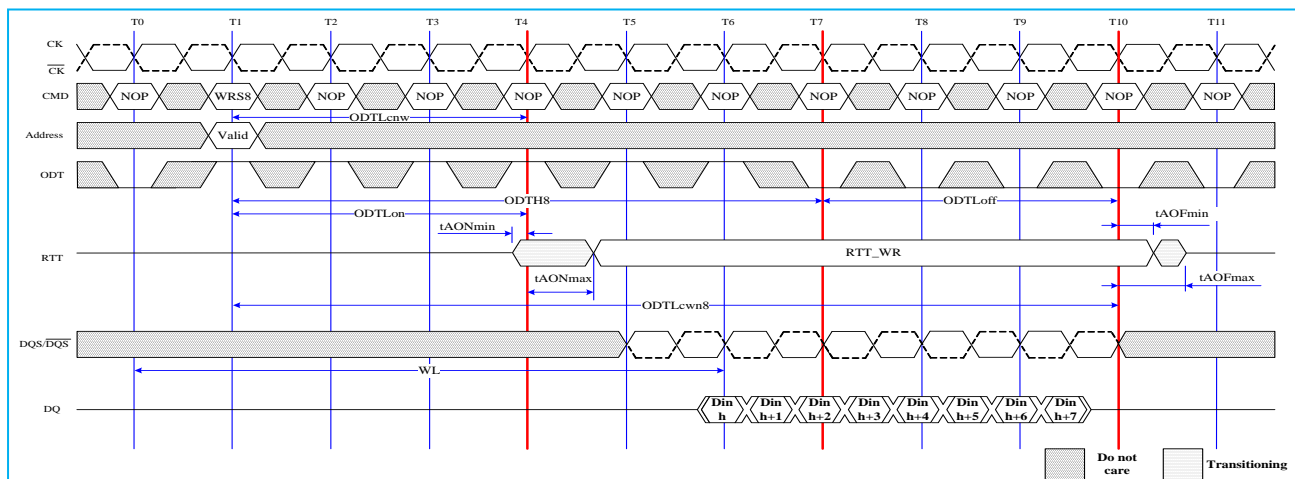 T0 T1 T2 T3 T4 T5 T6 T7 T8 T9 T10 T11
CK
CK
CMD NOP WRS8 NOP NOP NOP NOP NOP NOP NOP NOP NOP NOP
ODTLcnw
Address Valid
ODT
ODTH8 ODTLoff
ODTLon
tAONmin tAOFmin
RTT RTT_WR
tAONmax tAOFmax
ODTLcwn8
DQS/DQS
WL
DQ Din h Din h+1 Din h+2 Din h+3 Din h+4 Din h+5 Din h+6 Din h+7
Do not care Transitioning